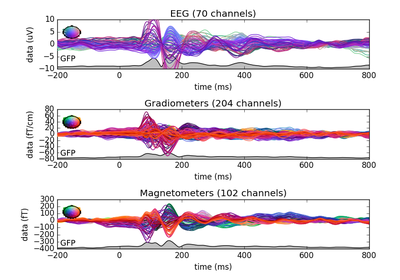 EEG (70 channels)
data (uV)
10
5
0
−5
−10
GFP
−200 0 200 400 600 800
time (ms)
Gradiometers (204 channels)
data (fT/cm)
80
60
40
20
0
−20
−40
−60
−80
GFP
−200 0 200 400 600 800
time (ms)
Magnetometers (102 channels)
data (fT)
300
200
100
0
−100
−200
−300
−400
GFP
−200 0 200 400 600 800
time (ms)